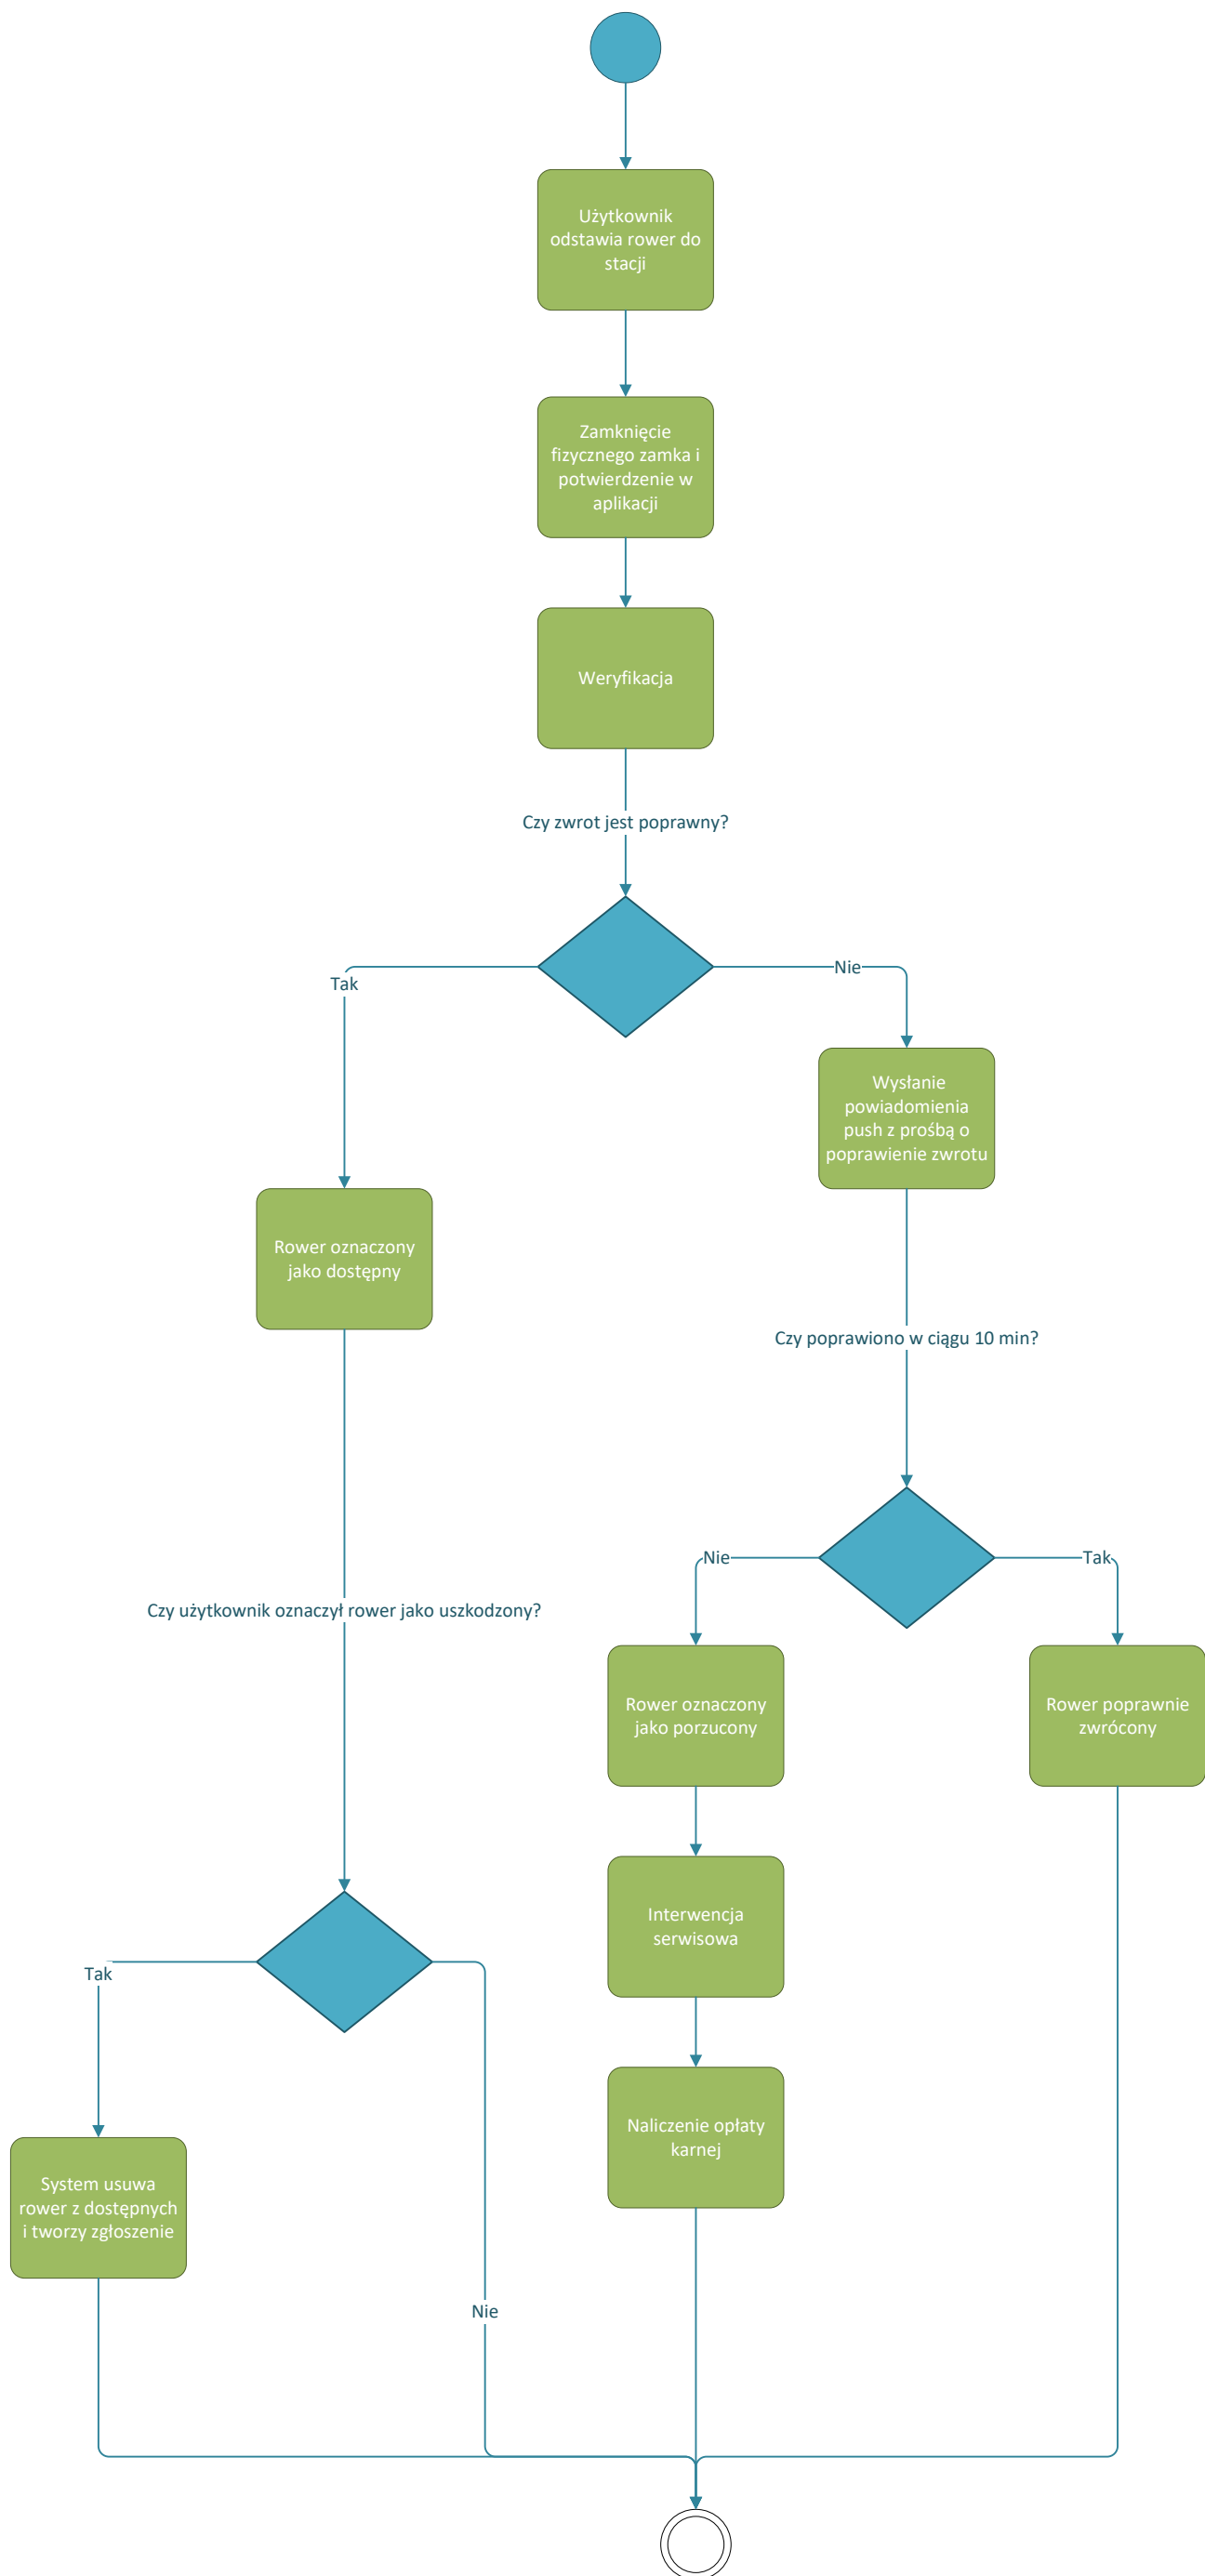 Użytkownik
odstawia rower do
stacji
Zamknięcie
fizycznego zamka i
potwierdzenie w
aplikacji
Weryfikacja
Czy zwrot jest poprawny?
Tak
Nie
Wysłanie
powiadomienia
push z prośbą o
poprawienie zwrotu
Rower oznaczony
jako dostępny
Czy poprawiono w ciągu 10 min?
Nie
Tak
Czy użytkownik oznaczył rower jako uszkodzony?
Rower oznaczony
jako porzucony
Rower poprawnie
zwrócony
Interwencja
serwisowa
Tak
Naliczenie opłaty
karnej
System usuwa
rower z dostępnych
i tworzy zgłoszenie
Nie